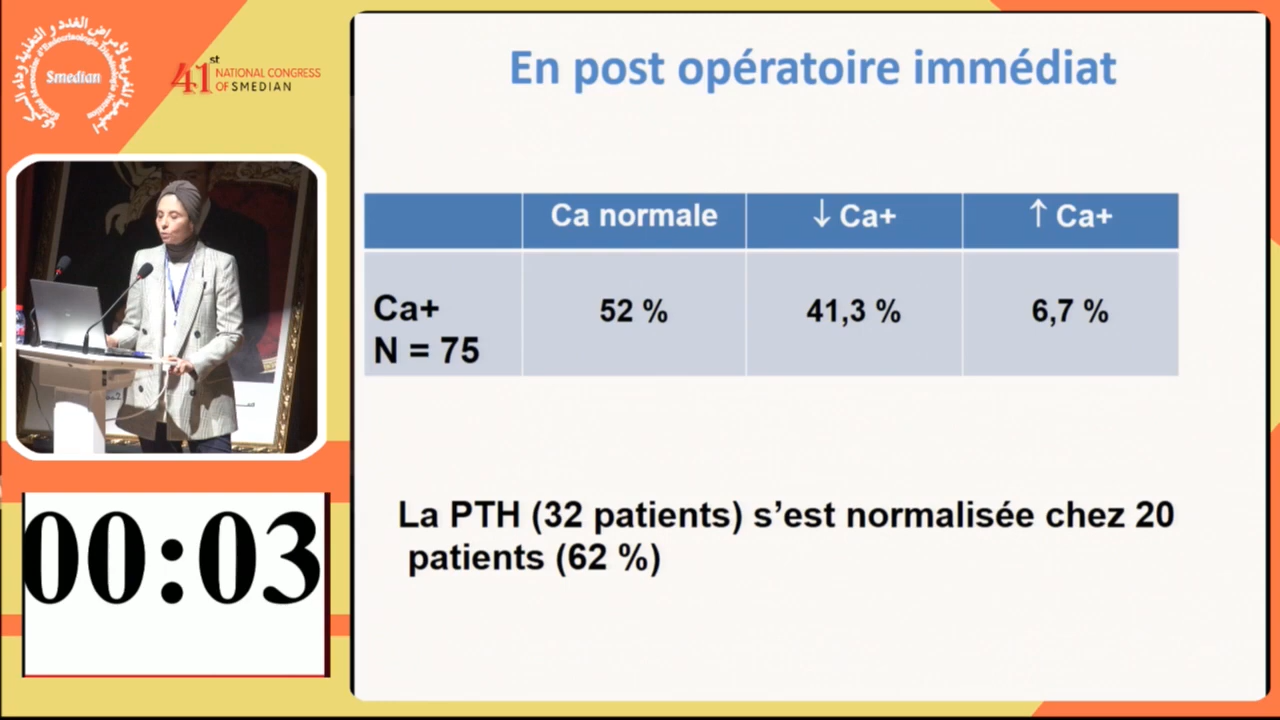 Smedian
41st NATIONAL CONGRESS
OF SMEDIAN
En post opératoire immédiat
Ca normale ↓ Ca+ ↑ Ca+
Ca+ 52 % 41,3 % 6,7 %
N = 75
La PTH (32 patients) s’est normalisée chez 20
patients (62 %)
00:03